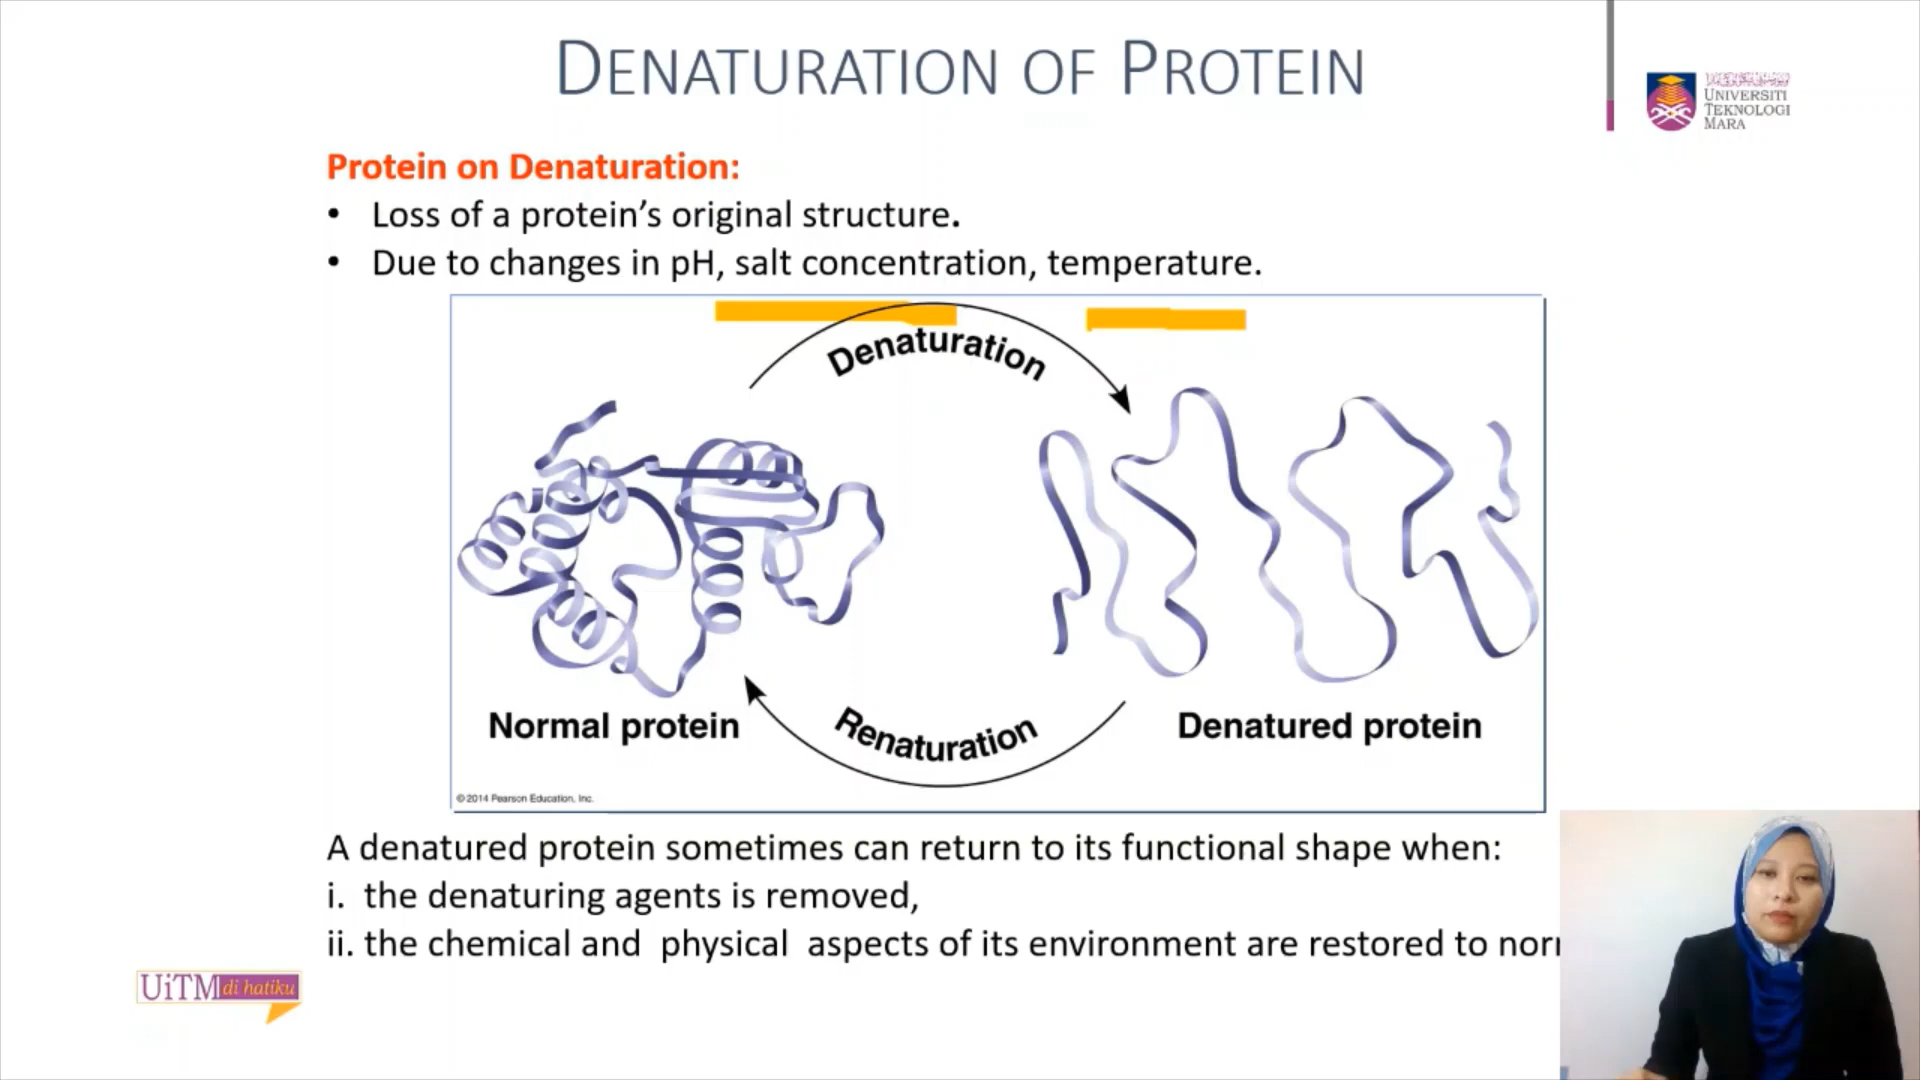 DENATURATION OF PROTEIN
UNIVERSITI
TEKNOLOGI
MARA
Protein on Denaturation:
• Loss of a protein’s original structure.
• Due to changes in pH, salt concentration, temperature.
Denaturation
Normal protein
Denatured protein
Renaturation
© 2014 Pearson Education, Inc.
A denatured protein sometimes can return to its functional shape when:
i. the denaturing agents is removed,
ii. the chemical and physical aspects of its environment are restored to
UiTM di hatiku